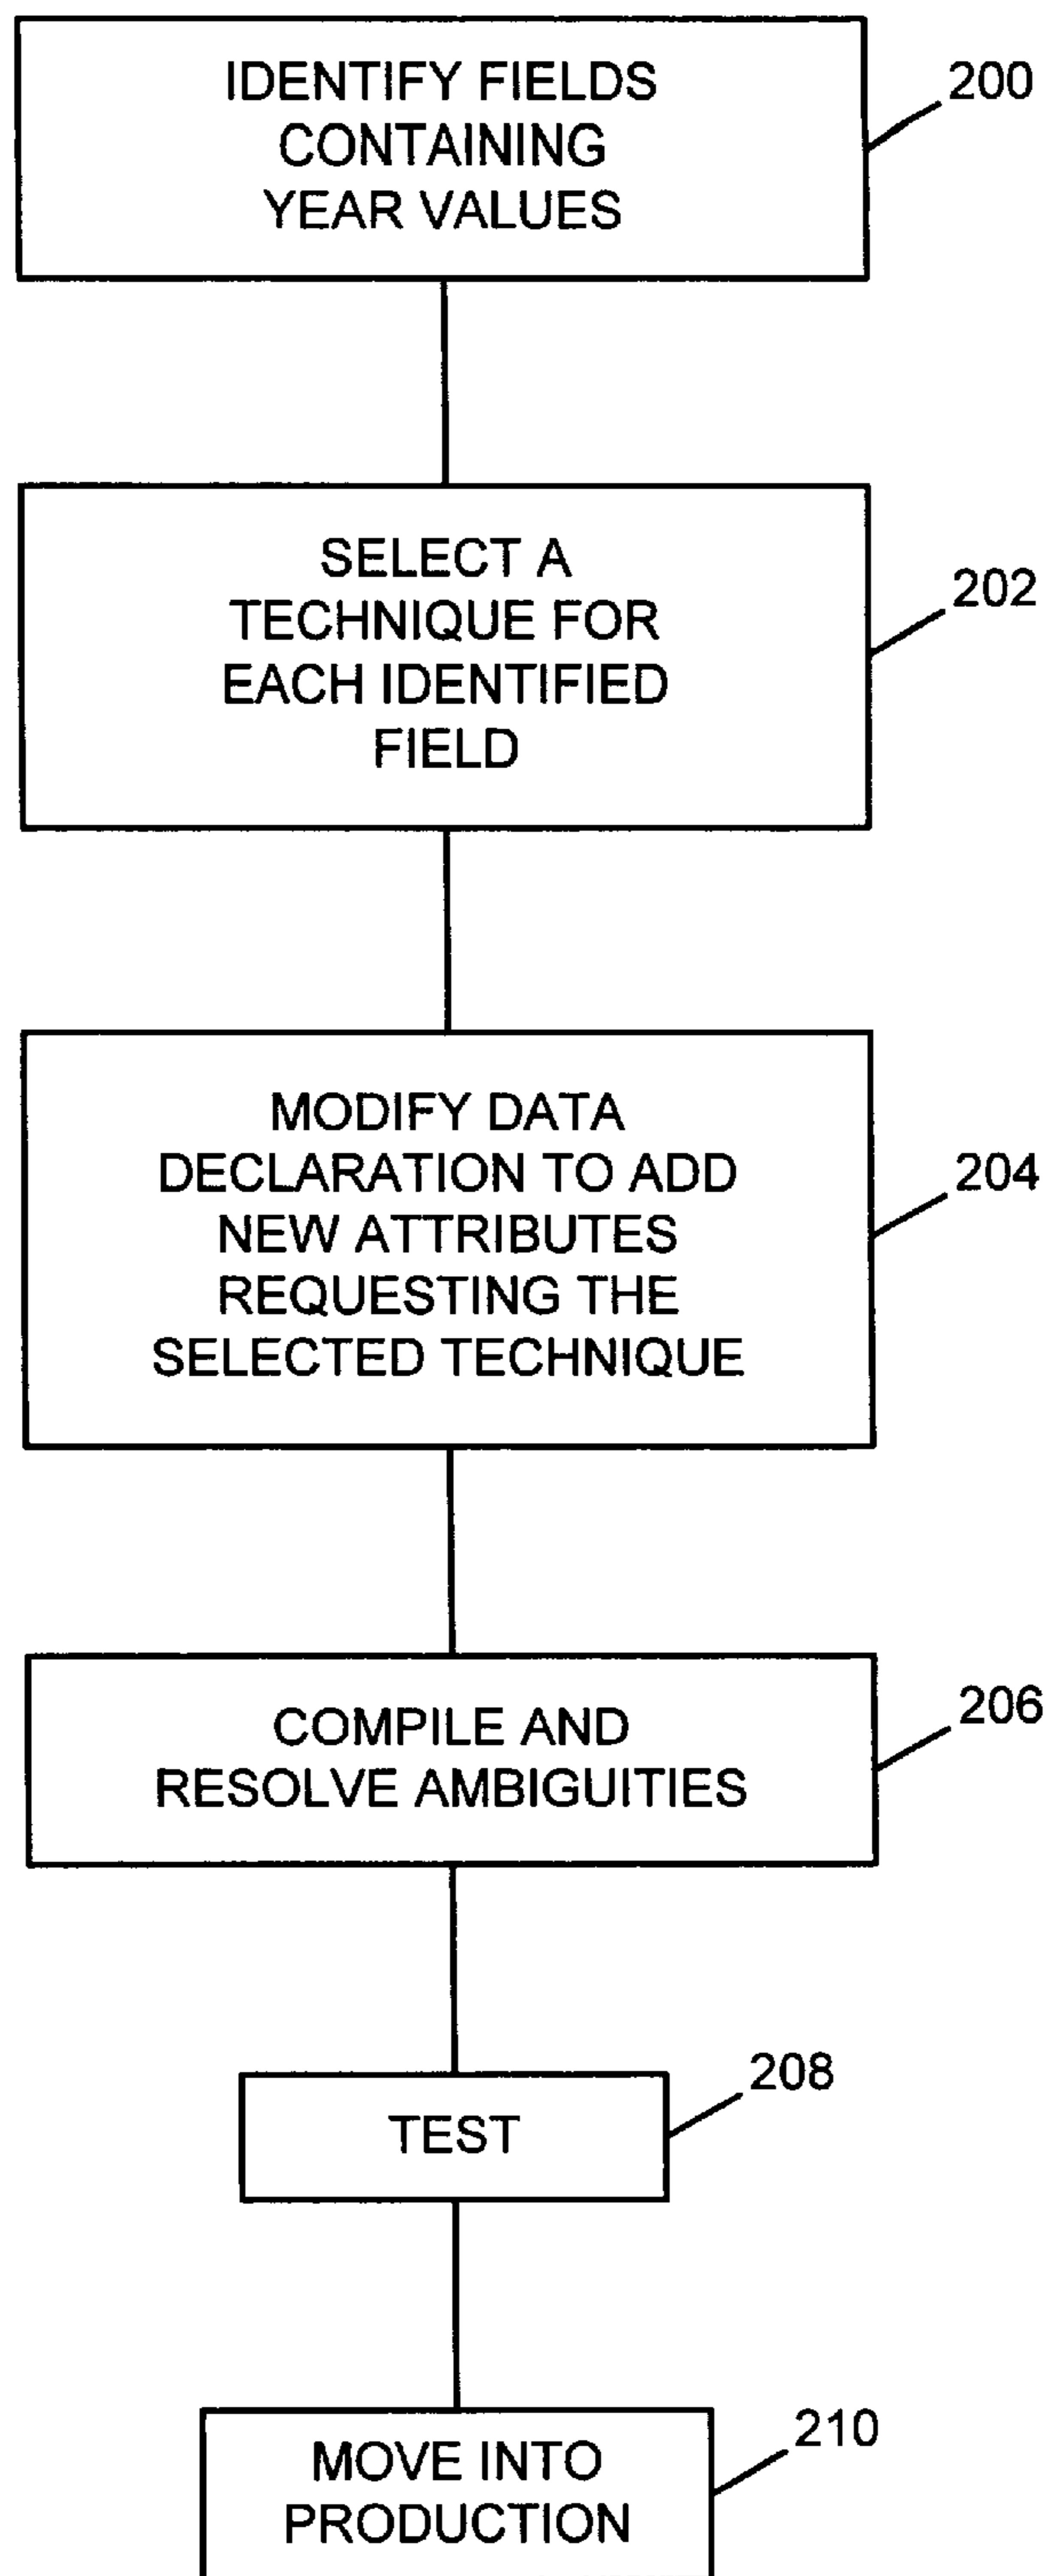 IDENTIFY FIELDS
CONTAINING
YEAR VALUES
200
SELECT A
TECHNIQUE FOR
EACH IDENTIFIED
FIELD
202
MODIFY DATA
DECLARATION TO ADD
NEW ATTRIBUTES
REQUESTING THE
SELECTED TECHNIQUE
204
COMPILE AND
RESOLVE AMBIGUITIES
206
TEST
208
MOVE INTO
PRODUCTION
210